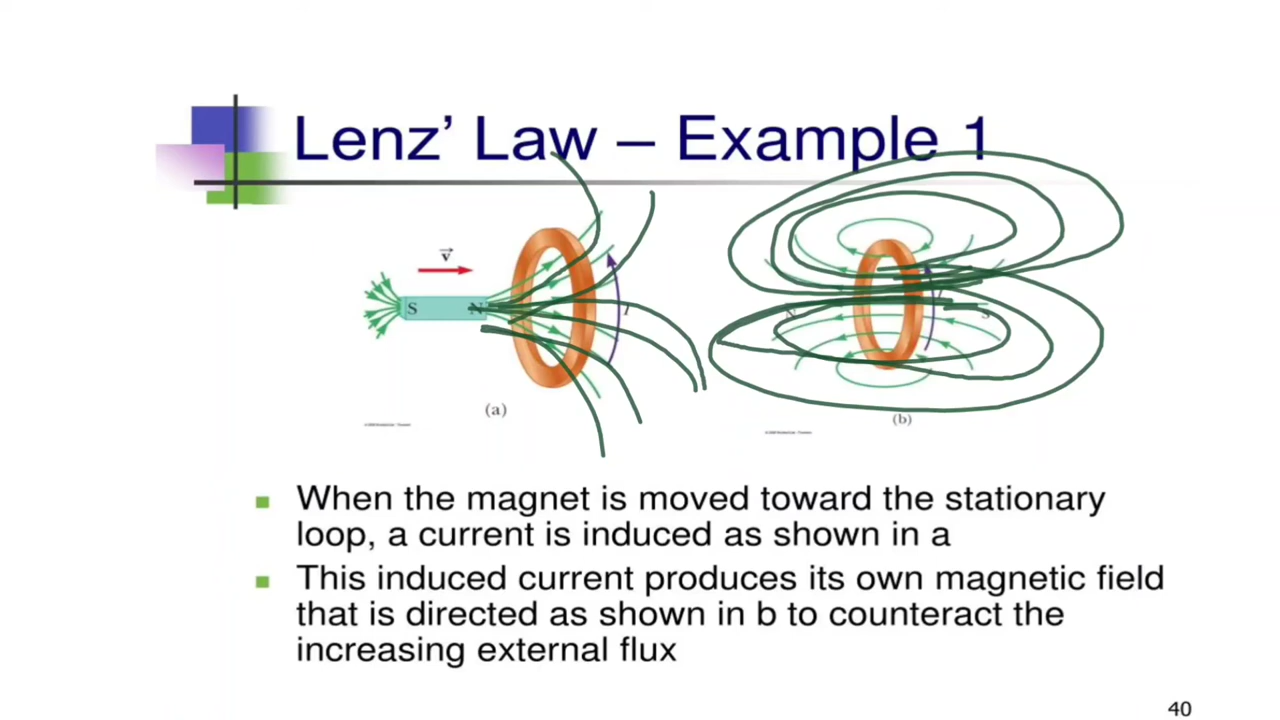 Lenz’ Law – Example 1
v
S
N
I
N
I
S
(a)
(b)
When the magnet is moved toward the stationary
loop, a current is induced as shown in a
This induced current produces its own magnetic field
that is directed as shown in b to counteract the
increasing external flux
40